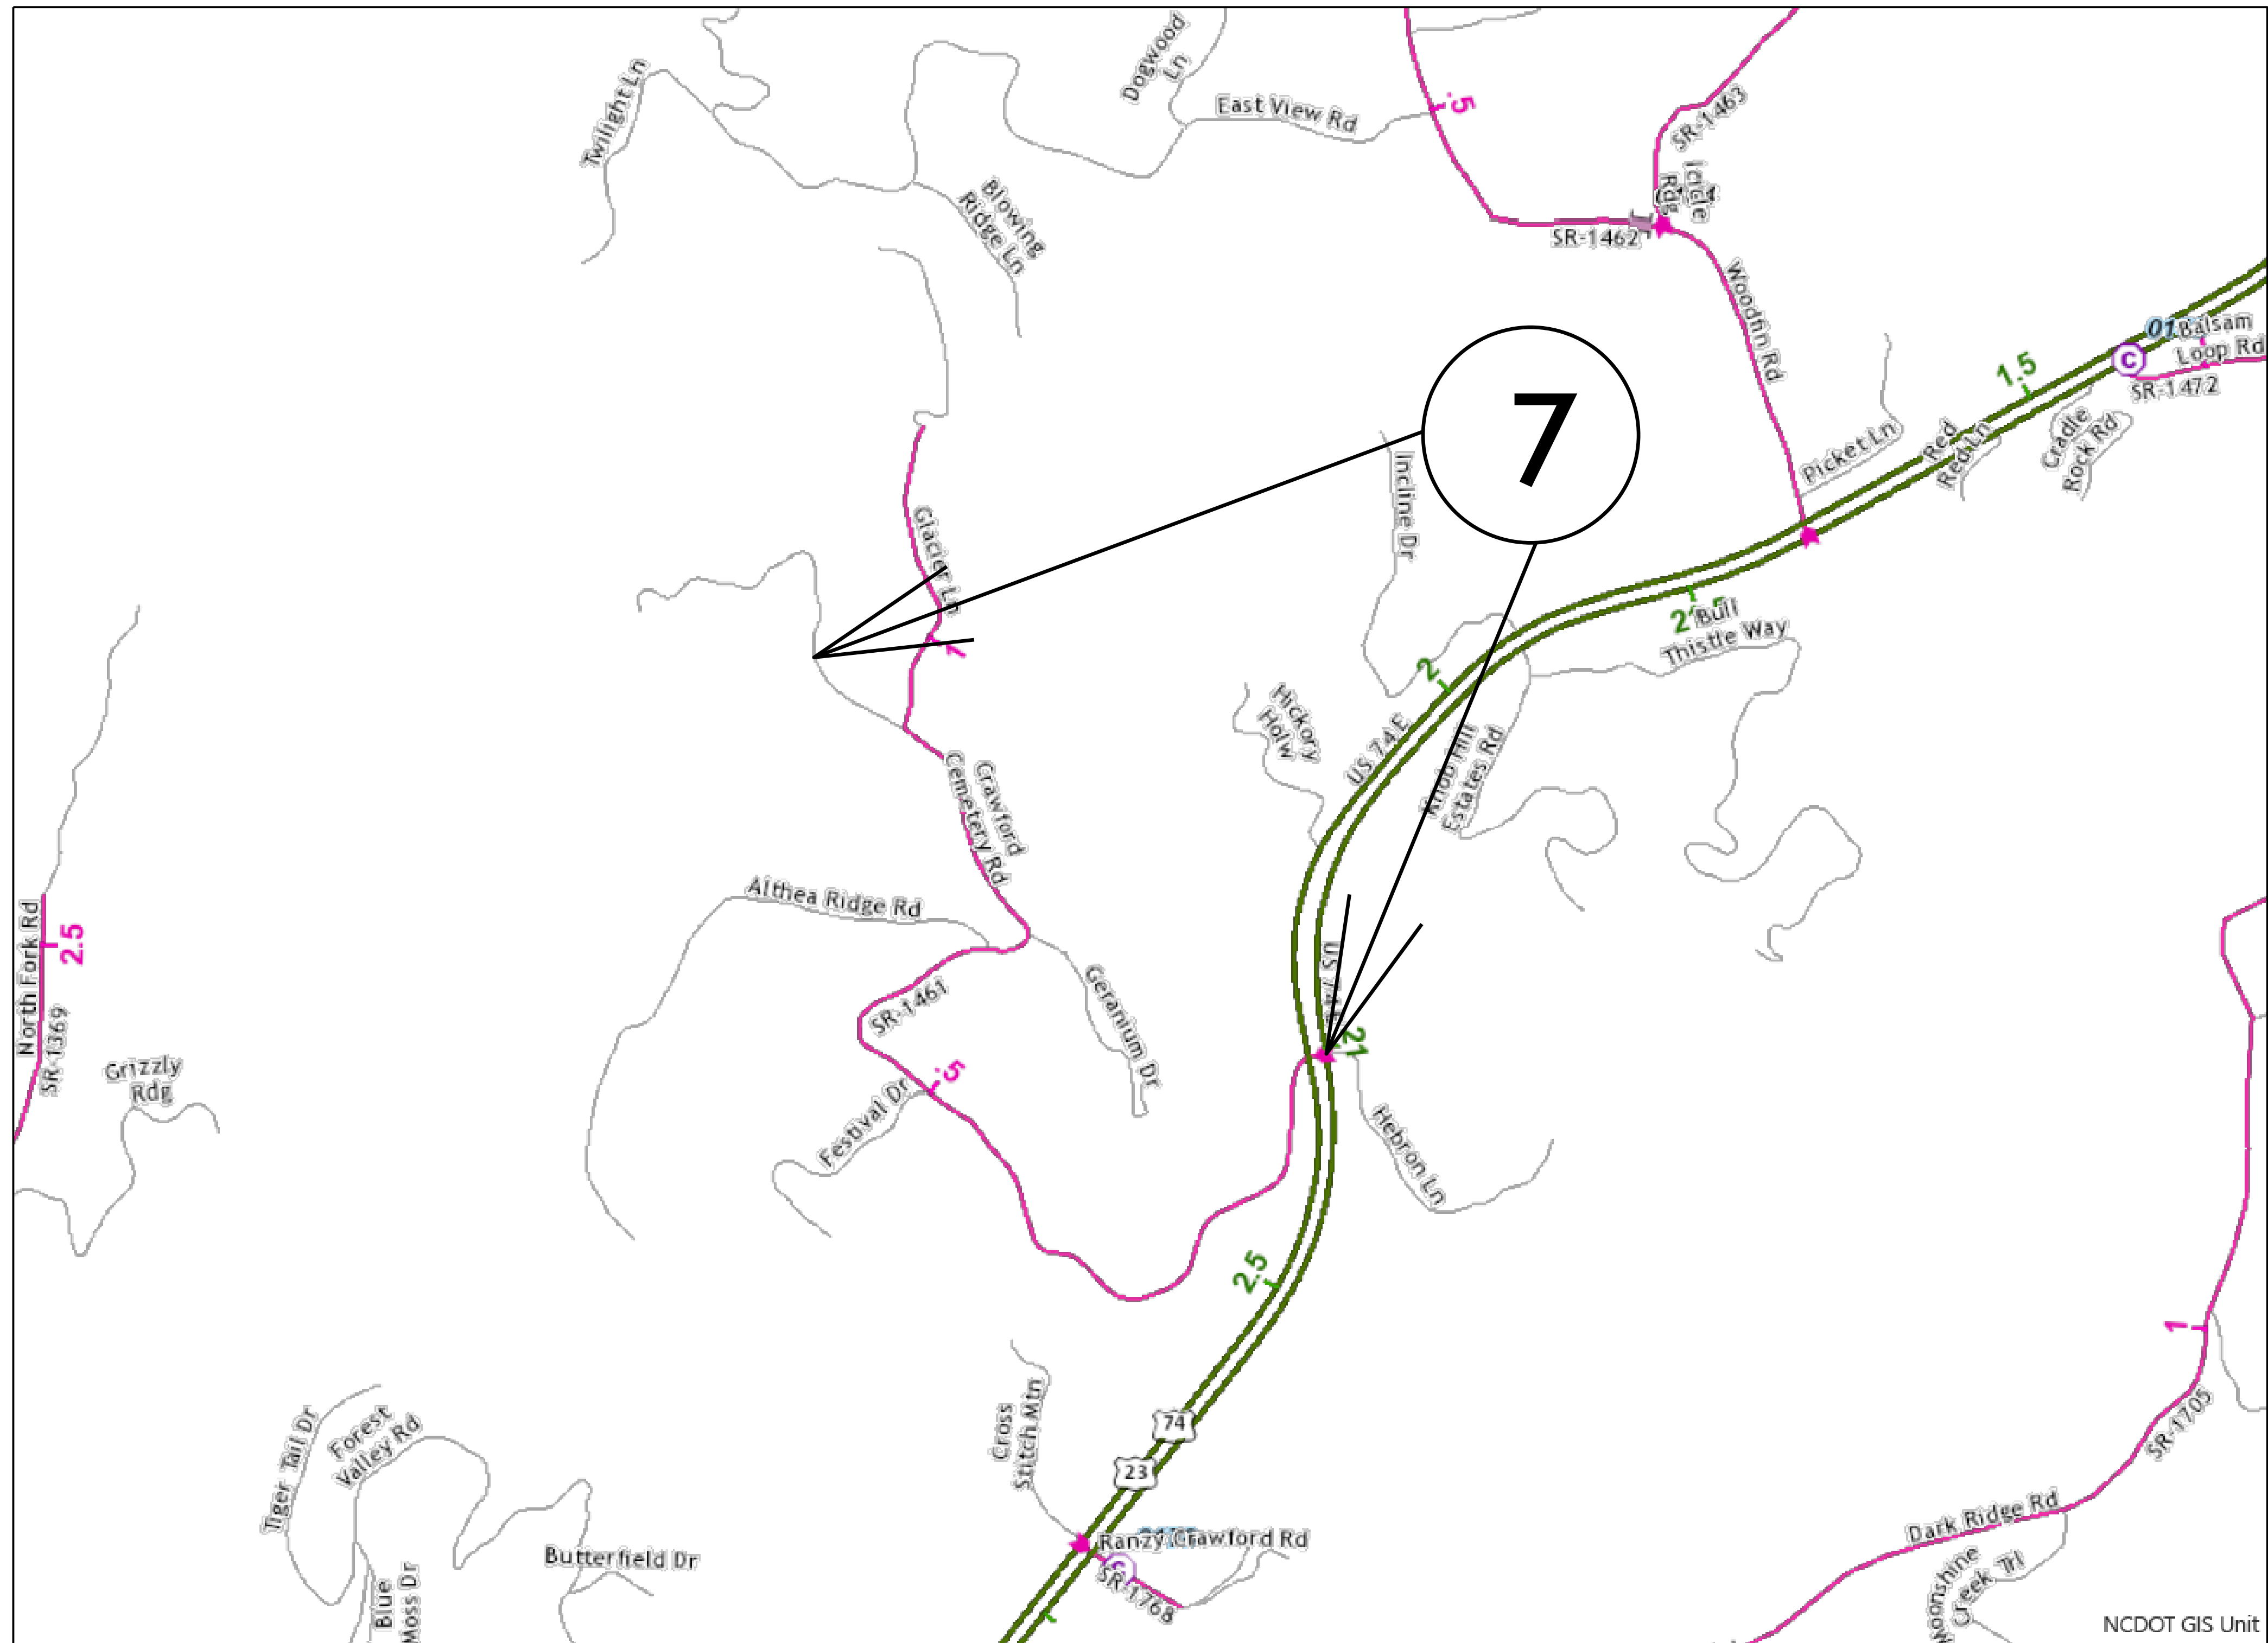 Twilight Ln
Dogwood
Ln
East View Rd
.5
SR-1463
Icicle
Rdg
SR-1462
Blowing
Ridge Ln
Woodfin Rd
Balsam
Loop Rd
SR-1472
C
1.5
7
Picket Ln
Red
Red Ln
Cradle
Rock Rd
Incline Dr
Glacier Ln
1
Bull
Thistle Way
2
Hickory
Holw
US 74 E
Knob Hill
Estates Rd
Crawford
Cemetery Rd
Althea Ridge Rd
North Fork Rd
2.5
SR-1369
SR-1461
Geranium Dr
21
Grizzly
Rdg
.5
Festival Dr
Hebron Ln
2.5
1
Cross
Stitch Mtn
74
23
SR-1705
Tiger Tail Dr
Forest
Valley Rd
Ranzy Crawford Rd
C
SR-1768
Dark Ridge Rd
Butterfield Dr
Blue
Moss Dr
Moonshine
Creek Trl
NCDOT GIS Unit